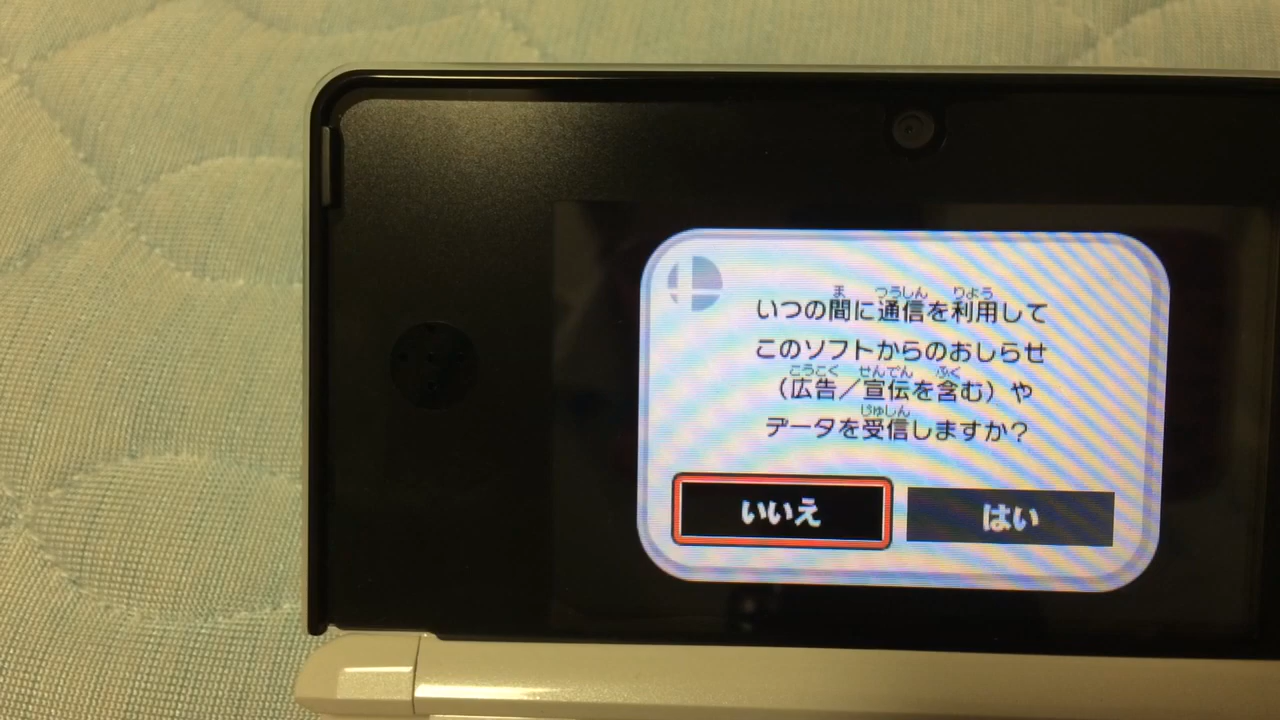 いつの間に通信を利用して
このソフトからのおしらせ
（広告／宣伝を含む）や
データを受信しますか？
いいえ はい